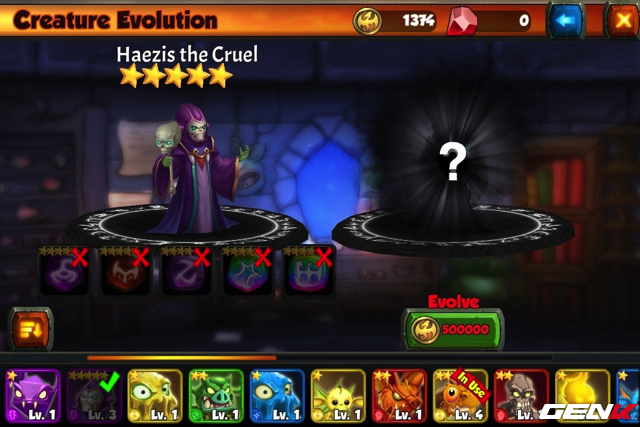 Creature Evolution
1374
0
Haezis the Cruel
?
Evolve
500000
In Use
Lv. 1
Lv. 3
Lv. 1
Lv. 1
Lv. 1
Lv. 1
Lv. 1
Lv. 4
Lv. 1
GENK